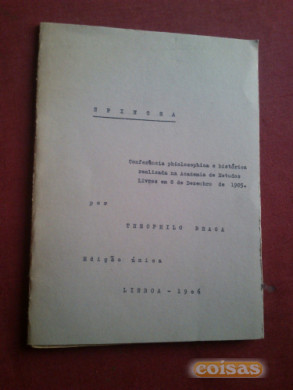 SPINOSA
Conferência philosophica e histórica
realizada na Academia de Estudos
Livres em 8 de Dezembro de 1905.
por
THEOPHILO BRAGA
Edição única
LISBOA -
coisas